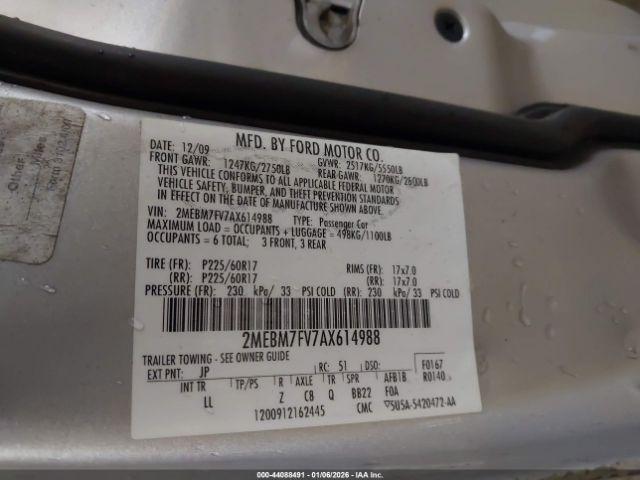 MFD. BY FORD MOTOR CO.
DATE: 12/09
FRONT GAWR: 1247KG/2750LB
GVWR: 2517KG/5550LB
REAR GAWR: 1270KG/2800LB
THIS VEHICLE CONFORMS TO ALL APPLICABLE FEDERAL MOTOR
VEHICLE SAFETY, BUMPER, AND THEFT PREVENTION STANDARDS
IN EFFECT ON THE DATE OF MANUFACTURE SHOWN ABOVE.
VIN: 2MEBM7FV7AX614988 TYPE: Passenger Car
MAXIMUM LOAD = OCCUPANTS + LUGGAGE = 498KG/1100LB
OCCUPANTS = 6 TOTAL; 3 FRONT, 3 REAR
TIRE (FR): P225/60R17 RIMS (FR): 17x7.0
(RR): P225/60R17 (RR): 17x7.0
PRESSURE (FR): 230 kPa/ 33 PSI COLD (RR): 230 kPa/ 33 PSI COLD
2MEBM7FV7AX614988
TRAILER TOWING - SEE OWNER GUIDE
EXT PNT: JP RC: 51 DSO: F0167
R0140
INT TR TP/PS R AXLE TR SPR AFB1B
LL Z C8 Q BB22 F0A
1200912162445 CMC 5U5A-5420472-AA
Other
Miles
000-44088491 - 01/06/2026 - IAA Inc.